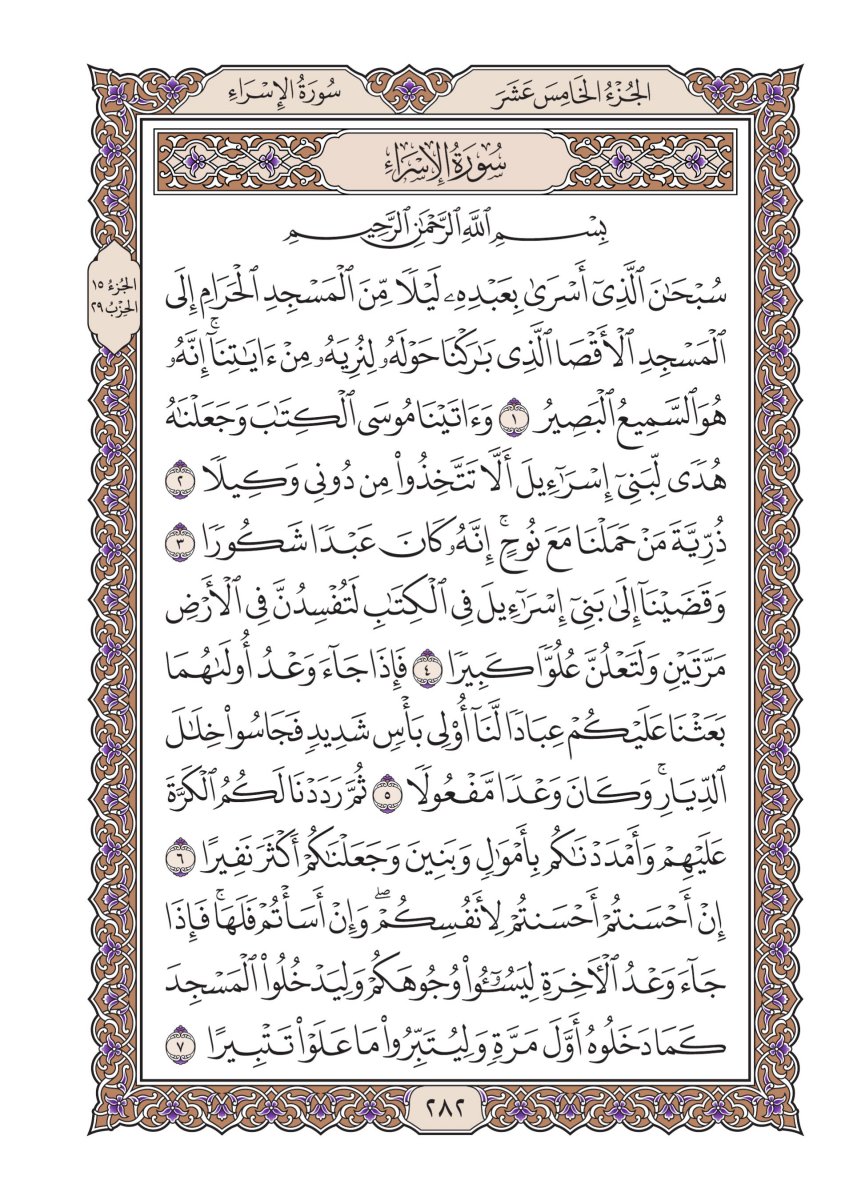 الجُزْءُ الخَامِسَ عَشَرَ
سُورَةُ الإِسْرَاءِ
سُورَةُ الإِسْرَاءِ
بِسْمِ ٱللَّهِ ٱلرَّحْمَٰنِ ٱلرَّحِيمِ
سُبْحَٰنَ ٱلَّذِيٓ أَسْرَىٰ بِعَبْدِهِۦ لَيْلًا مِّنَ ٱلْمَسْجِدِ ٱلْحَرَامِ إِلَى
ٱلْمَسْجِدِ ٱلْأَقْصَا ٱلَّذِى بَٰرَكْنَا حَوْلَهُۥ لِنُرِيَهُۥ مِنْ ءَايَٰتِنَآۚ إِنَّهُۥ
هُوَ ٱلسَّمِيعُ ٱلْبَصِيرُ ١ وَءَاتَيْنَا مُوسَى ٱلْكِتَٰبَ وَجَعَلْنَٰهُ
هُدًى لِّبَنِىٓ إِسْرَٰٓءِيلَ أَلَّا تَتَّخِذُوا۟ مِن دُونِى وَكِيلًا ٢
ذُرِّيَّةَ مَنْ حَمَلْنَا مَعَ نُوحٍۚ إِنَّهُۥ كَانَ عَبْدًا شَكُورًا ٣
وَقَضَيْنَآ إِلَىٰ بَنِىٓ إِسْرَٰٓءِيلَ فِى ٱلْكِتَٰبِ لَتُفْسِدُنَّ فِى ٱلْأَرْضِ
مَرَّتَيْنِ وَلَتَعْلُنَّ عُلُوًّا كَبِيرًا ٤ فَإِذَا جَآءَ وَعْدُ أُولَىٰهُمَا
بَعَثْنَا عَلَيْكُمْ عِبَادًا لَّنَآ أُو۟لِى بَأْسٍ شَدِيدٍ فَجَاسُوا۟ خِلَٰلَ
ٱلدِّيَارِۚ وَكَانَ وَعْدًا مَّفْعُولًا ٥ ثُمَّ رَدَدْنَا لَكُمُ ٱلْكَرَّةَ
عَلَيْهِمْ وَأَمْدَدْنَٰكُم بِأَمْوَٰلٍ وَبَنِينَ وَجَعَلْنَٰكُمْ أَكْثَرَ نَفِيرًا ٦
إِنْ أَحْسَنتُمْ أَحْسَنتُمْ لِأَنفُسِكُمْۖ وَإِنْ أَسَأْتُمْ فَلَهَاۚ فَإِذَا
جَآءَ وَعْدُ ٱلْأَخِرَةِ لِيَسُۥٓـُٔوا۟ وُجُوهَكُمْ وَلِيَدْخُلُوا۟ ٱلْمَسْجِدَ
كَمَا دَخَلُوهُ أَوَّلَ مَرَّةٍ وَلِيُتَبِّرُوا۟ مَا عَلَوْا۟ تَتْبِيرًا ٧
الجُزءُ ١٥
الحِزْبُ ٢٩
٢٨٢